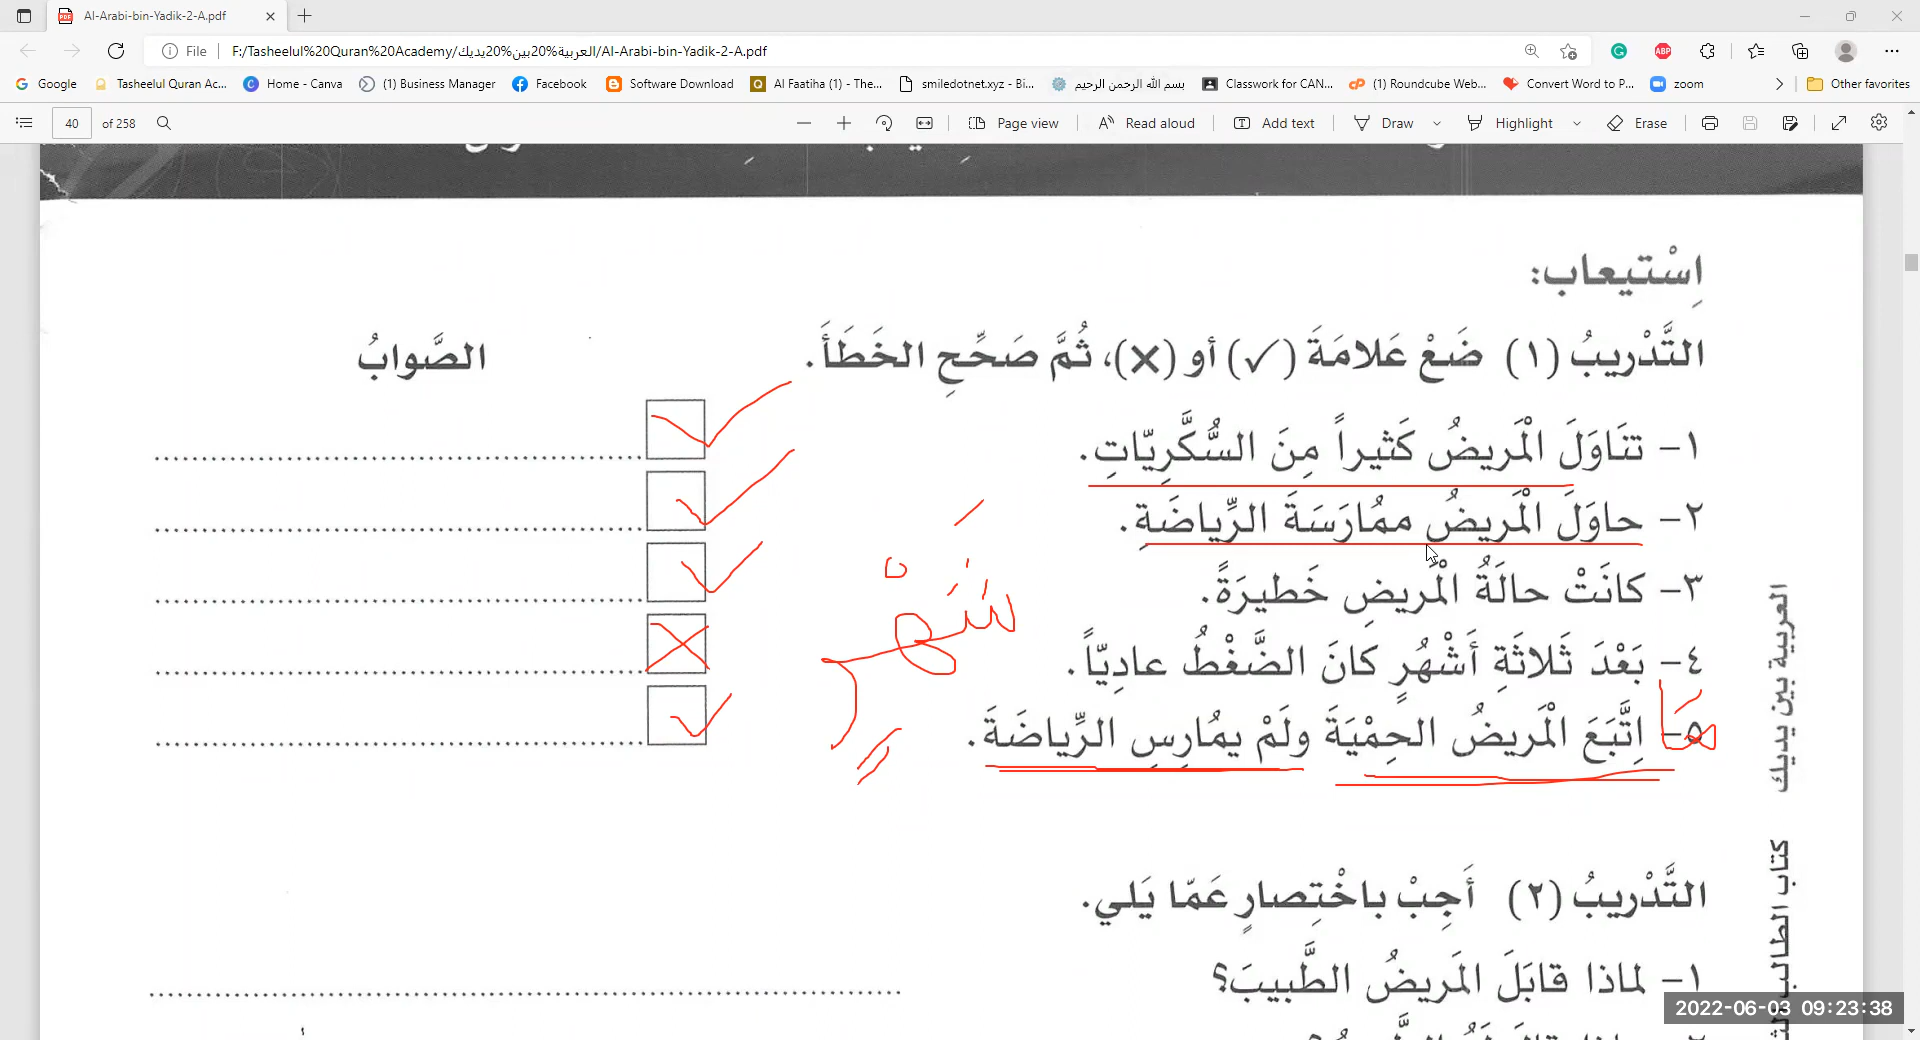 Al-Arabi-bin-Yadik-2-A.pdf
File F:/Tasheelul%20Quran%20Academy/العربية%20بين%20يديك/Al-Arabi-bin-Yadik-2-A.pdf
Google Tasheelul Quran Ac... Home - Canva (1) Business Manager Facebook Software Download Al Faatiha (1) - The... smiledotnet.xyz - Bi... بسم الله الرحمن الرحيم Classwork for CAN... (1) Roundcube Web... Convert Word to P... zoom Other favorites
40 of 258 Page view Read aloud Add text Draw Highlight Erase
اِسْتيعاب:
التَّدْريبُ (١) ضَعْ عَلامَةَ (✓) أو (✗)، ثُمَّ صَحِّحِ الخَطَأَ. الصَّوابُ
١- تَنَاوَلَ الْمَريضُ كَثيراً مِنَ السُّكَّرِيّاتِ.
٢- حاوَلَ الْمَريضُ ممُارَسَةَ الرِّياضَةِ.
٣- كانَتْ حالَةُ الْمَريضِ خَطيرَةً.
شَهْرٍ
٤- بَعْدَ ثَلاثَةِ أَشْهُرٍ كانَ الضَّغْطُ عادِيّاً.
٥- اِتَّبَعَ الْمَريضُ الحِمْيَةَ ولَمْ يمُارِسِ الرِّياضَةَ.
التَّدْريبُ (٢) أَجِبْ باخْتِصارٍ عَمّا يَلي.
١- لماذا قابَلَ المَريضُ الطَّبيبَ؟
العربية بين يديك كتاب الطالب
2022-06-03 09:23:38